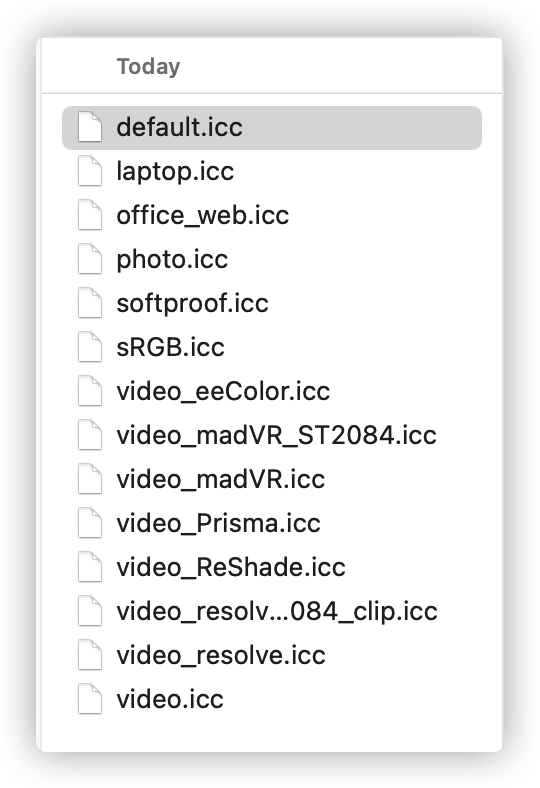 Today
default.icc
laptop.icc
office_web.icc
photo.icc
softproof.icc
sRGB.icc
video_eeColor.icc
video_madVR_ST2084.icc
video_madVR.icc
video_Prisma.icc
video_ReShade.icc
video_resolv...084_clip.icc
video_resolve.icc
video.icc